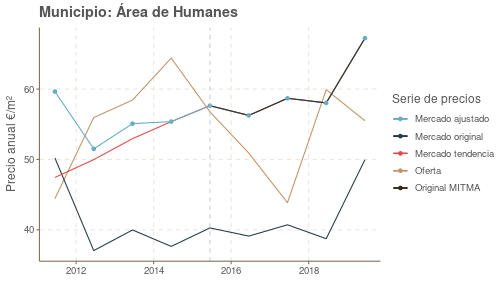 Municipio: Área de Humanes
Precio anual €/m²
60
50
40
2012
2014
2016
2018
Serie de precios
Mercado ajustado
Mercado original
Mercado tendencia
Oferta
Original MITMA